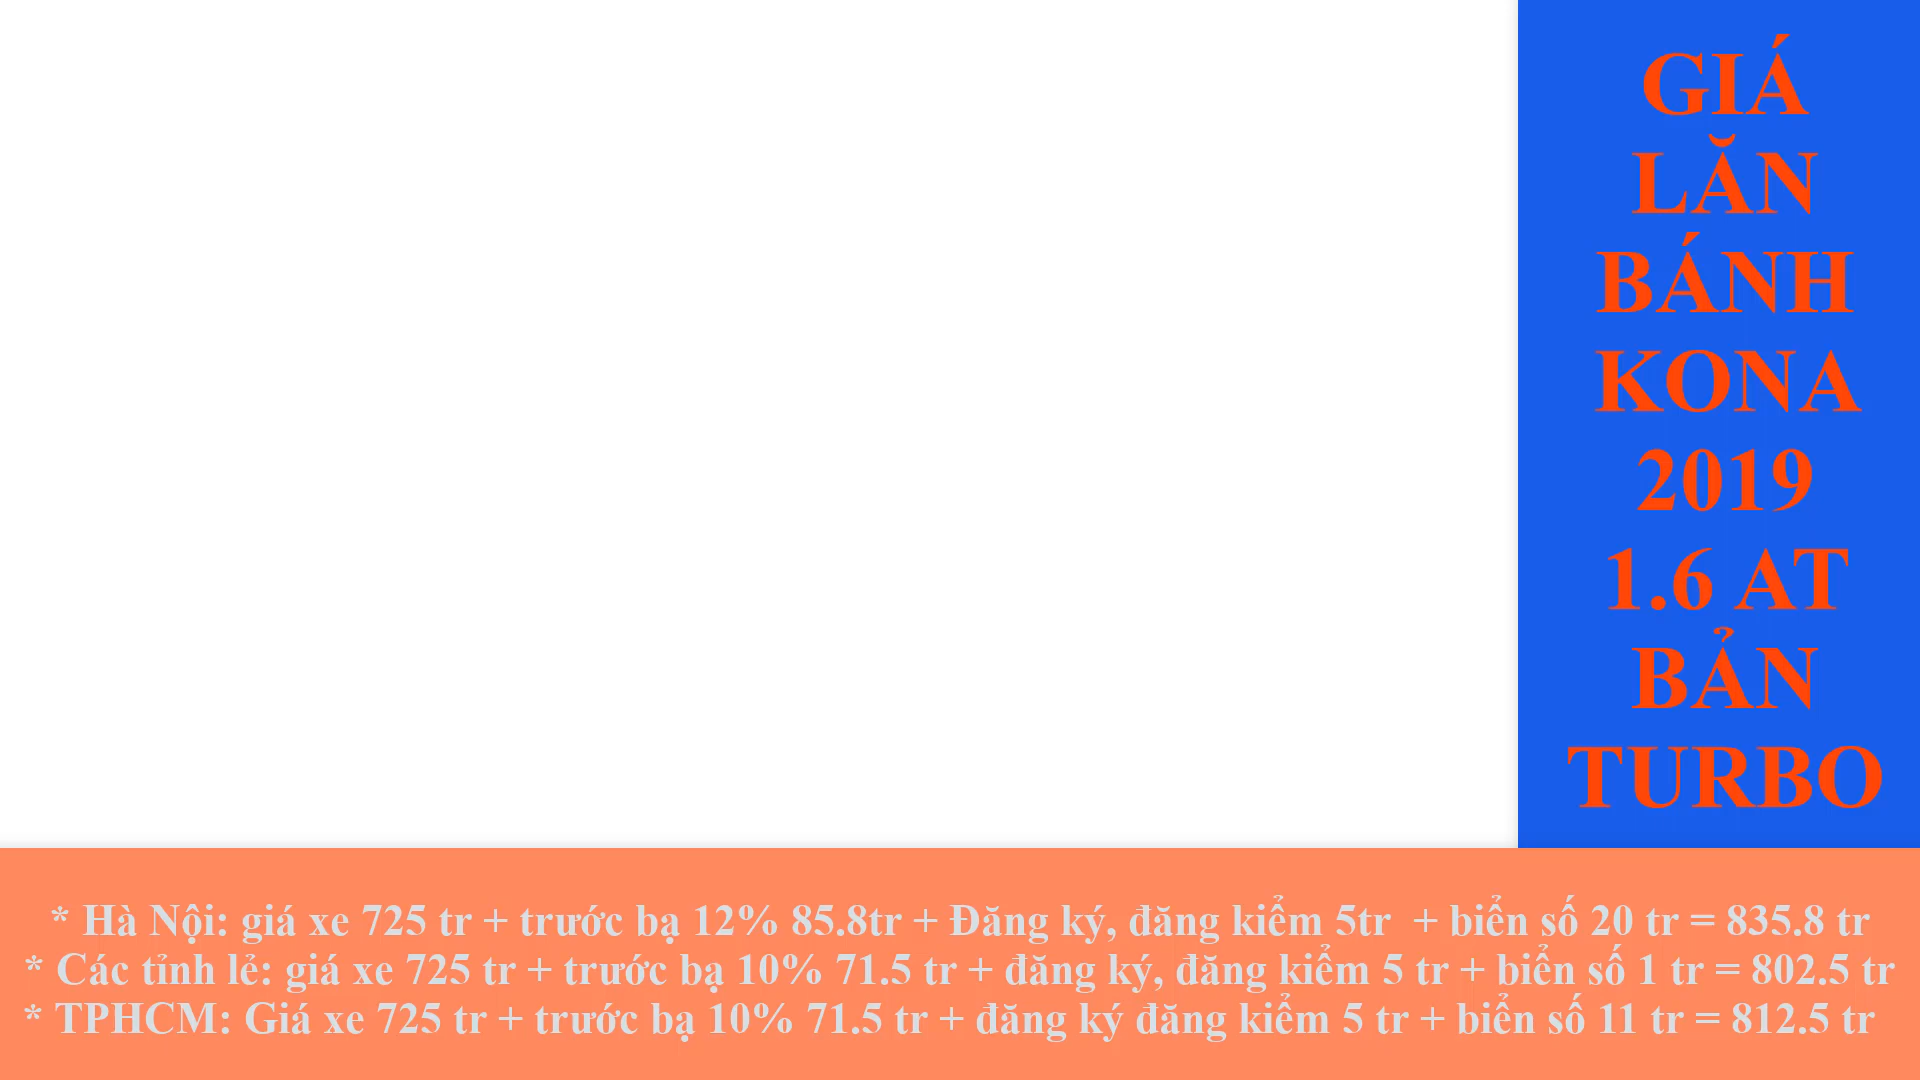 GIÁ
LĂN
BÁNH
KONA
2019
1.6 AT
BẢN
TURBO
* Hà Nội: giá xe 725 tr + trước bạ 12% 85.8tr + Đăng ký, đăng kiểm 5tr + biển số 20 tr = 835.8 tr
* Các tỉnh lẻ: giá xe 725 tr + trước bạ 10% 71.5 tr + đăng ký, đăng kiểm 5 tr + biển số 1 tr = 802.5 tr
* TPHCM: Giá xe 725 tr + trước bạ 10% 71.5 tr + đăng ký đăng kiểm 5 tr + biển số 11 tr = 812.5 tr